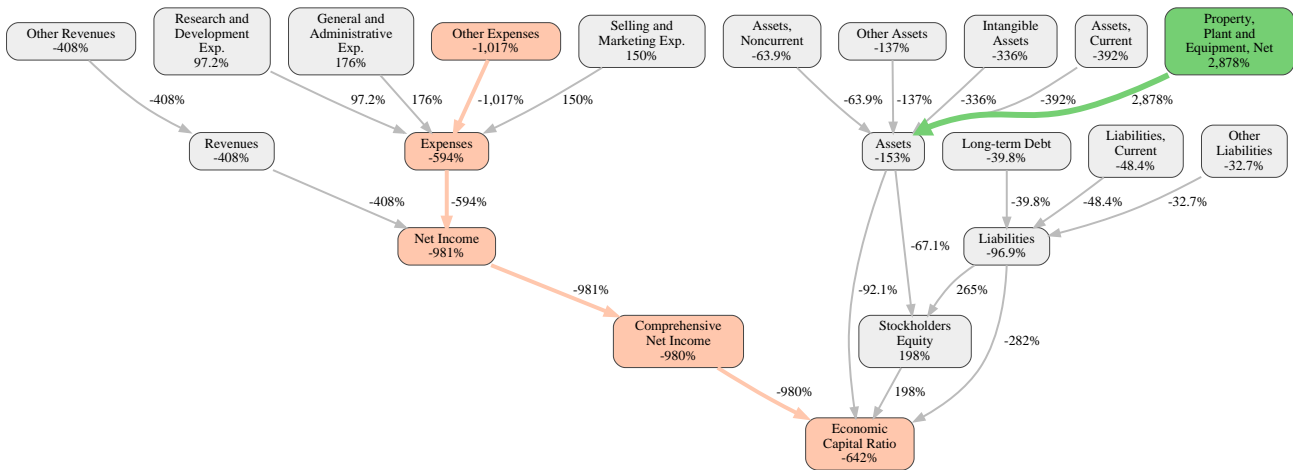 Other Revenues
-408%
Research and
Development
Exp.
97.2%
General and
Administrative
Exp.
176%
Other Expenses
-1,017%
Selling and
Marketing Exp.
150%
Assets,
Noncurrent
-63.9%
Other Assets
-137%
Intangible
Assets
-336%
Assets,
Current
-392%
Property,
Plant and
Equipment, Net
2,878%
-408%
97.2%
176%
-1,017%
150%
-63.9%
-137%
-336%
-392%
2,878%
Revenues
-408%
Expenses
-594%
Assets
-153%
Long-term Debt
-39.8%
Liabilities,
Current
-48.4%
Other
Liabilities
-32.7%
-408%
-594%
-39.8%
-48.4%
-32.7%
Net Income
-981%
-67.1%
Liabilities
-96.9%
-981%
-92.1%
265%
Comprehensive
Net Income
-980%
Stockholders
Equity
198%
-282%
-980%
198%
Economic
Capital Ratio
-642%